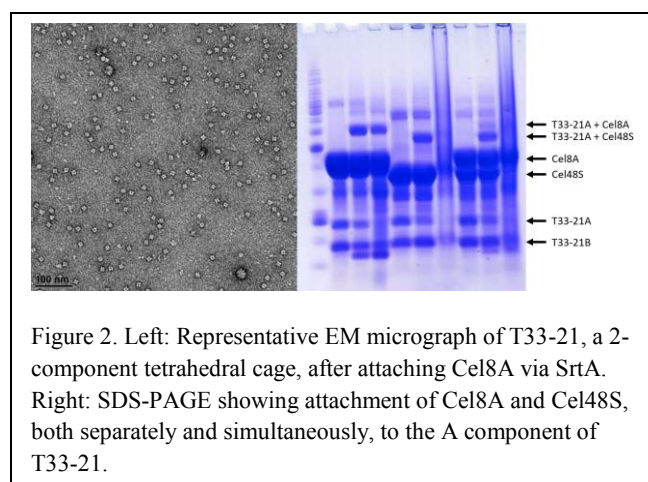 100 nm
T33-21A + Cel8A
T33-21A + Cel48S
Cel8A
Cel48S
T33-21A
T33-21B
Figure 2. Left: Representative EM micrograph of T33-21, a 2-
component tetrahedral cage, after attaching Cel8A via SrtA.
Right: SDS-PAGE showing attachment of Cel8A and Cel48S,
both separately and simultaneously, to the A component of
T33-21.